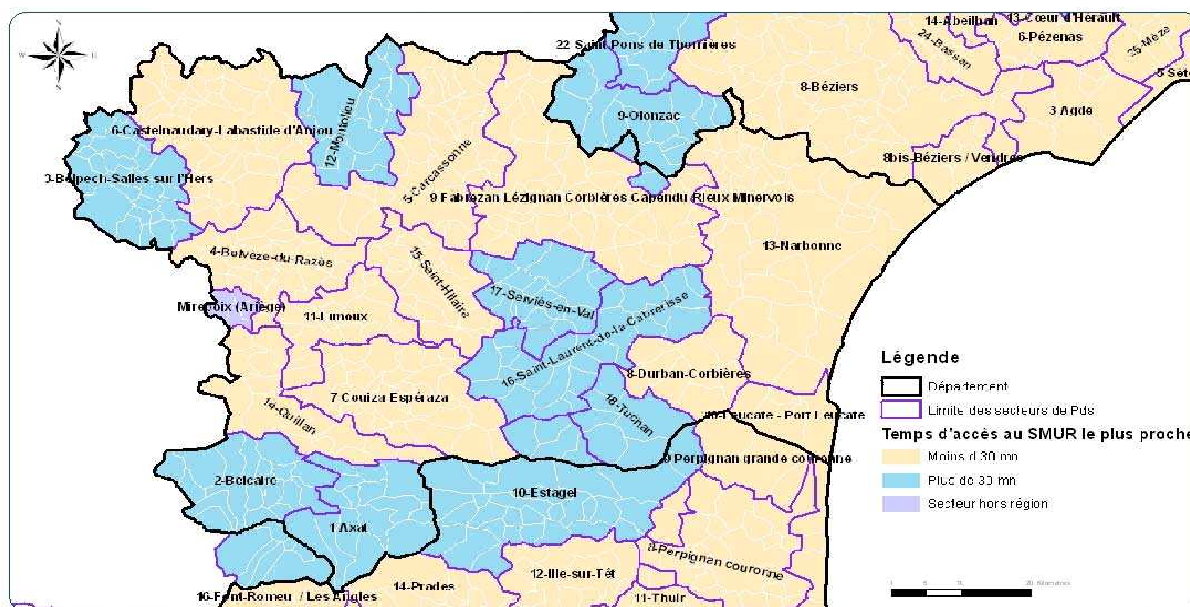 14-Abeilhan
13-Cœur d'Hérault
22 Saint Pons de Thomières
6-Pézenas
24-Bassan
25-Mèze
5 Sète
8-Béziers
3 Agde
9-Olonzac
6-Castelnaudary-Labastide d'Anjou
12-Montolieu
8bis-Béziers / Vendres
3-Belpech-Salles sur l'Hers
5-Carcassonne
9 Fabrezan Lézignan Corbières Capendu Rieux Minervois
13-Narbonne
4-Belvèze-du-Razès
15-Saint-Hilaire
17-Serviès-en-Val
Mirepoix (Ariège)
11-Limoux
16-Saint-Laurent-de-la-Cabrerisse
8-Durban-Corbières
7 Couiza-Espéraza
14-Quillan
18-Tuchan
Leucate - Port Leucate
9 Perpignan grande couronne
2-Belcaire
10-Estagel
1 Axat
8-Perpignan couronne
12-Ille-sur-Têt
14-Prades
16-Font-Romeu / Les Angles
11-Thuir
Légende
Département
Limite des secteurs de Pds
Temps d'accès au SMUR le plus proche
Moins d 30 mn
Plus de 30 mn
Secteur hors région